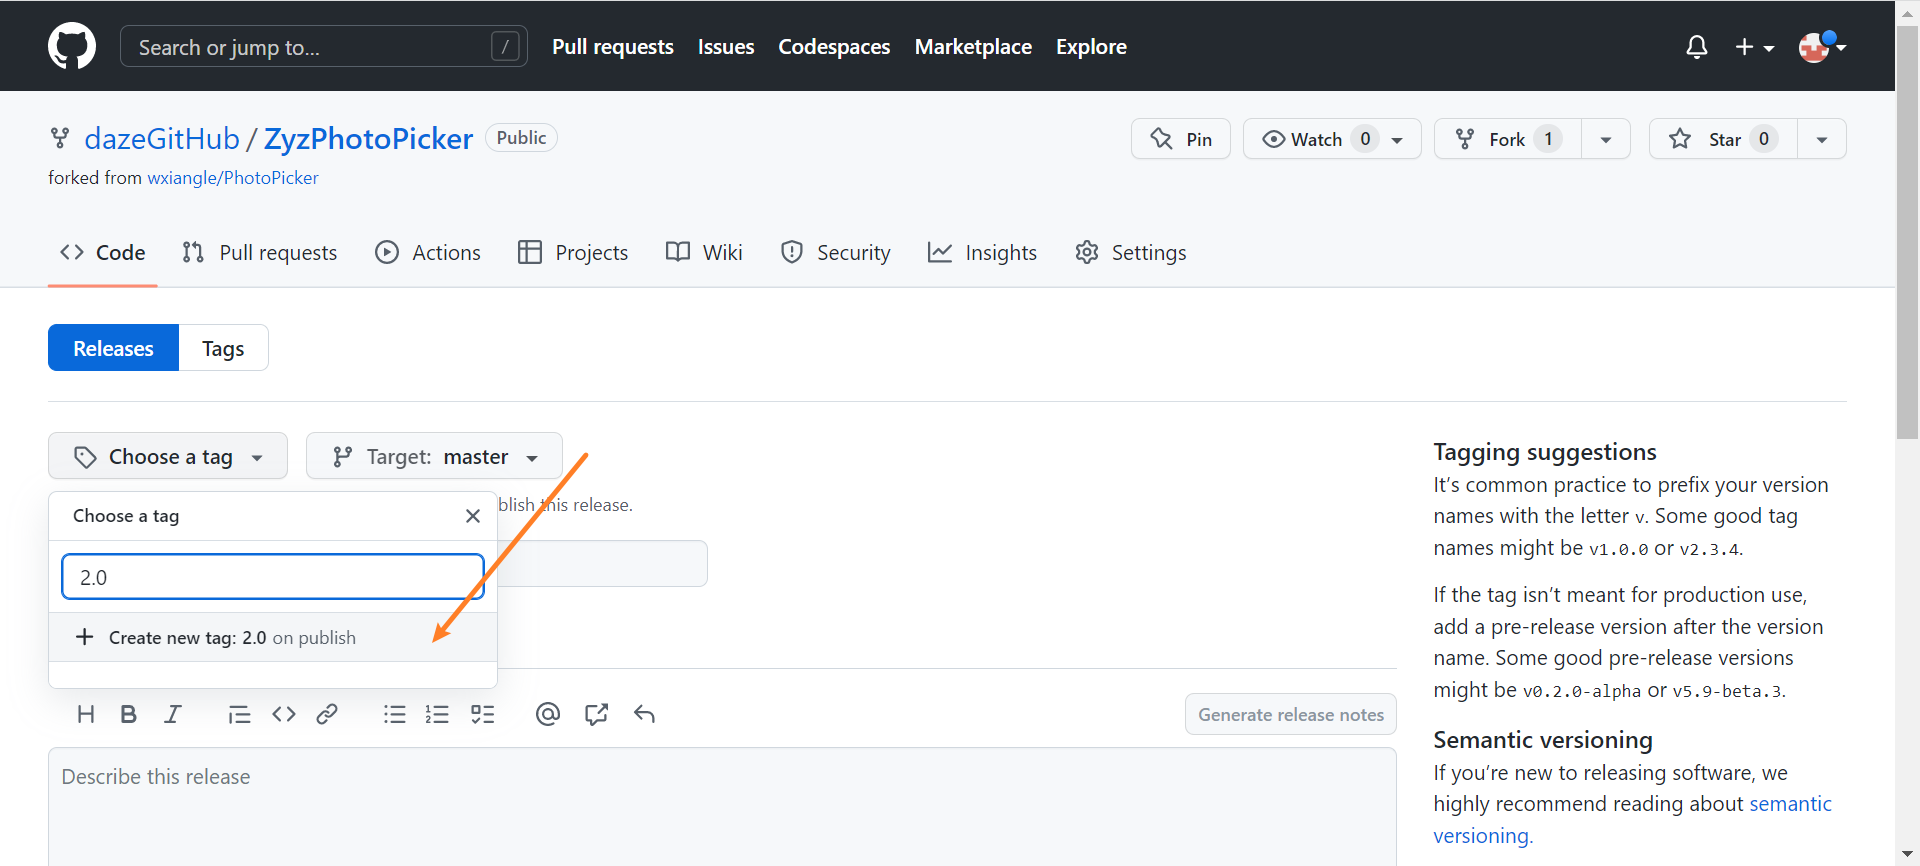 Search or jump to... /
Pull requests Issues Codespaces Marketplace Explore
dazeGitHub / ZyzPhotoPicker Public
Pin Watch 0 Fork 1 Star 0
forked from wxiangle/PhotoPicker
Code Pull requests Actions Projects Wiki Security Insights Settings
Releases Tags
Choose a tag Target: master
blish this release.
Choose a tag
2.0
Create new tag: 2.0 on publish
H B I
Generate release notes
Describe this release
Tagging suggestions
It’s common practice to prefix your version
names with the letter v. Some good tag
names might be v1.0.0 or v2.3.4.
If the tag isn’t meant for production use,
add a pre-release version after the version
name. Some good pre-release versions
might be v0.2.0-alpha or v5.9-beta.3.
Semantic versioning
If you’re new to releasing software, we
highly recommend reading about semantic
versioning.